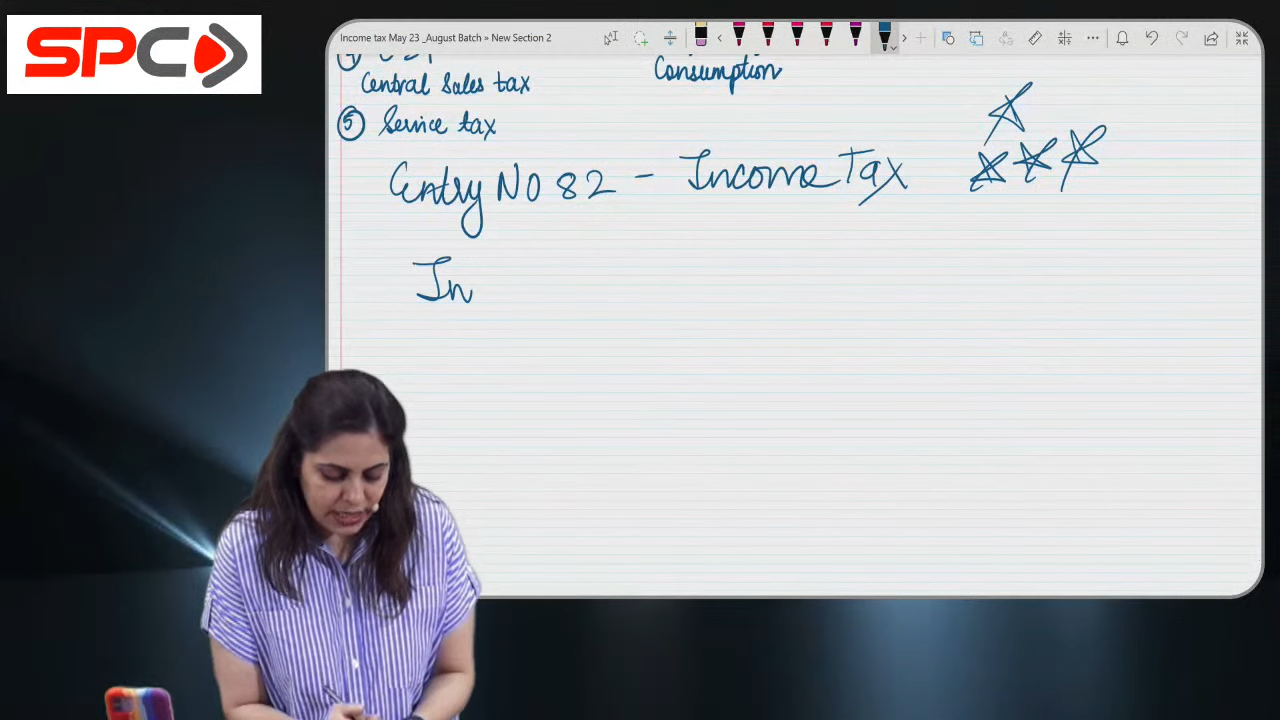 SPC
Income tax May 23 _August Batch » New Section 2
Central Sales tax
Consumption
5 Service tax
Entry No 82 - Income Tax
In